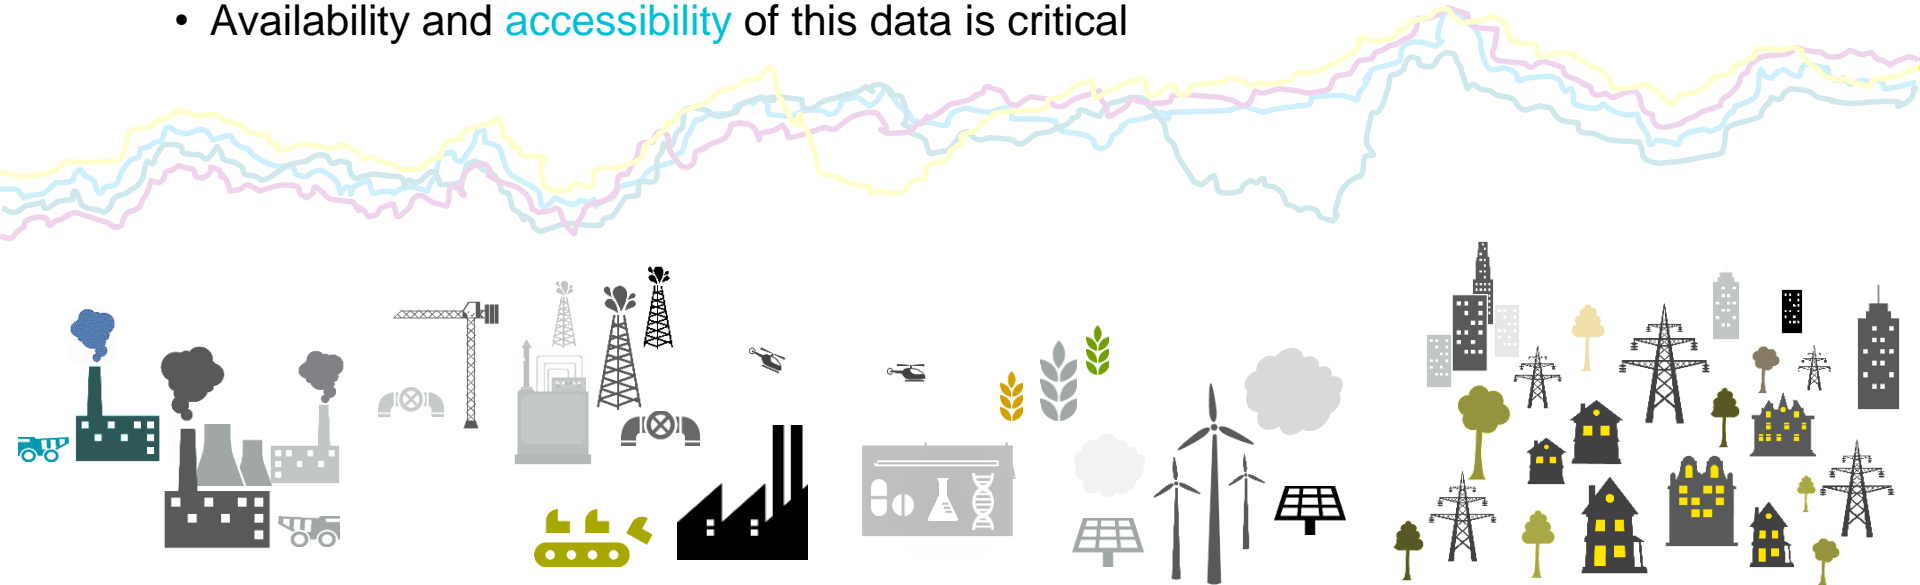 • Availability and accessibility of this data is critical